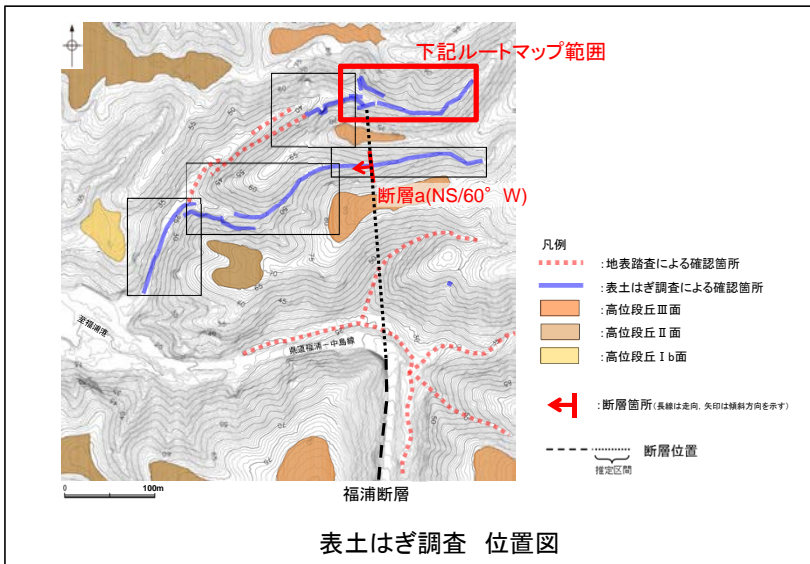 下記ルートマップ範囲
断層a(NS/60°W)
至福浦港
県道福浦－中島線
0 100m
福浦断層
凡例
:地表踏査による確認箇所
:表土はぎ調査による確認箇所
:高位段丘Ⅲ面
:高位段丘Ⅱ面
:高位段丘Ⅰb面
:断層箇所(長線は走向，矢印は傾斜方向を示す)
断層位置
推定区間
表土はぎ調査 位置図